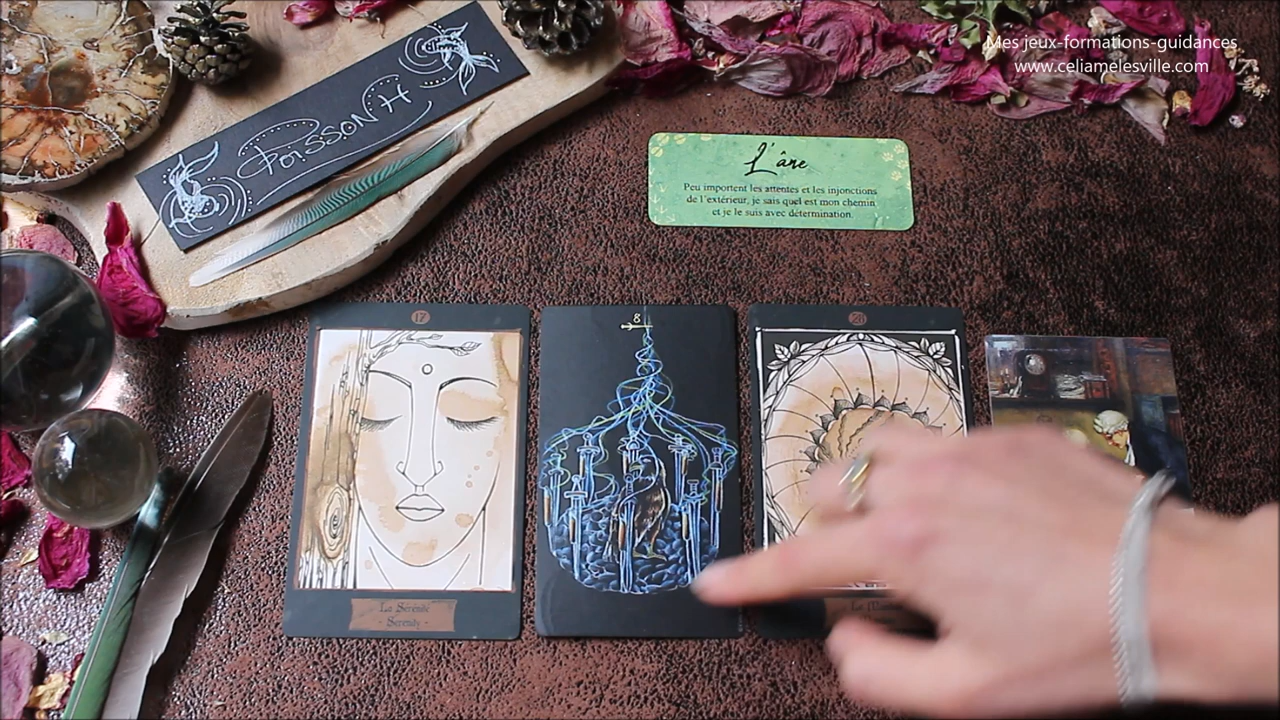 Mes jeux-formations-guidances
www.celiamelesville.com
POISSON H
L'âne
Peu importent les attentes et les injonctions
de l'extérieur, je sais quel est mon chemin
et je le suis avec détermination.
17
8
28
La Sérénité
- Serenity -